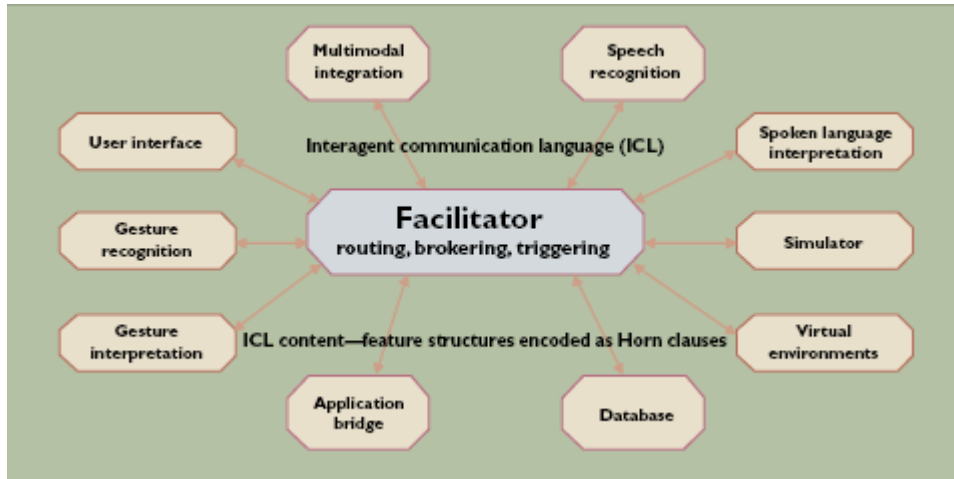 Multimodal
integration
Speech
recognition
User interface
Interagent communication language (ICL)
Spoken language
interpretation
Facilitator
routing, brokering, triggering
Gesture
recognition
Simulator
Gesture
interpretation
ICL content—feature structures encoded as Horn clauses
Virtual
environments
Application
bridge
Database